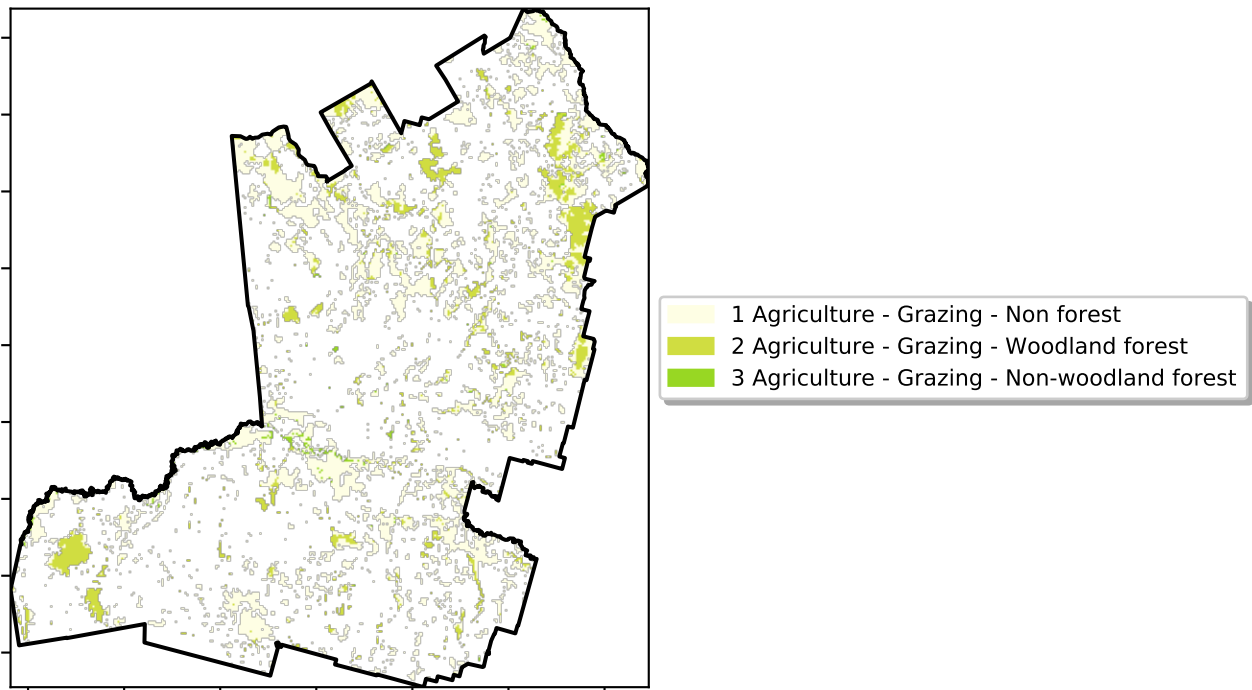 1 Agriculture - Grazing - Non forest
2 Agriculture - Grazing - Woodland forest
3 Agriculture - Grazing - Non-woodland forest